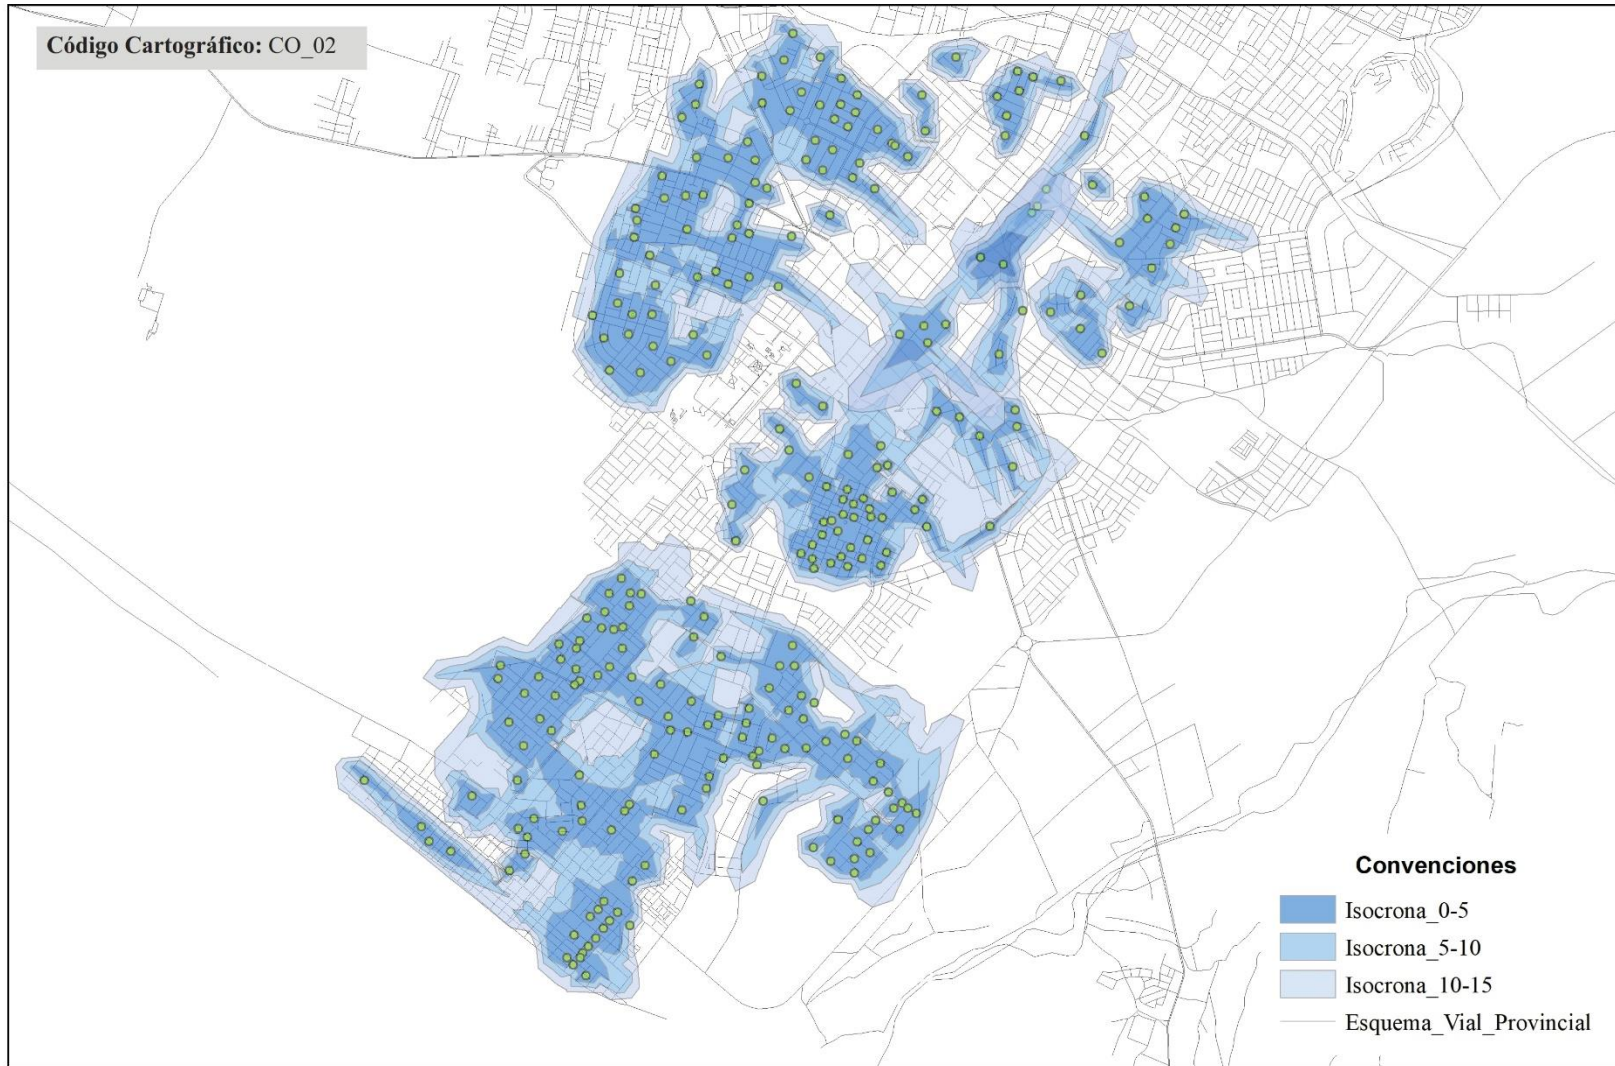 Código Cartográfico: CO_02
Convenciones
Isocrona_0-5
Isocrona_5-10
Isocrona_10-15
Esquema_Vial_Provincial